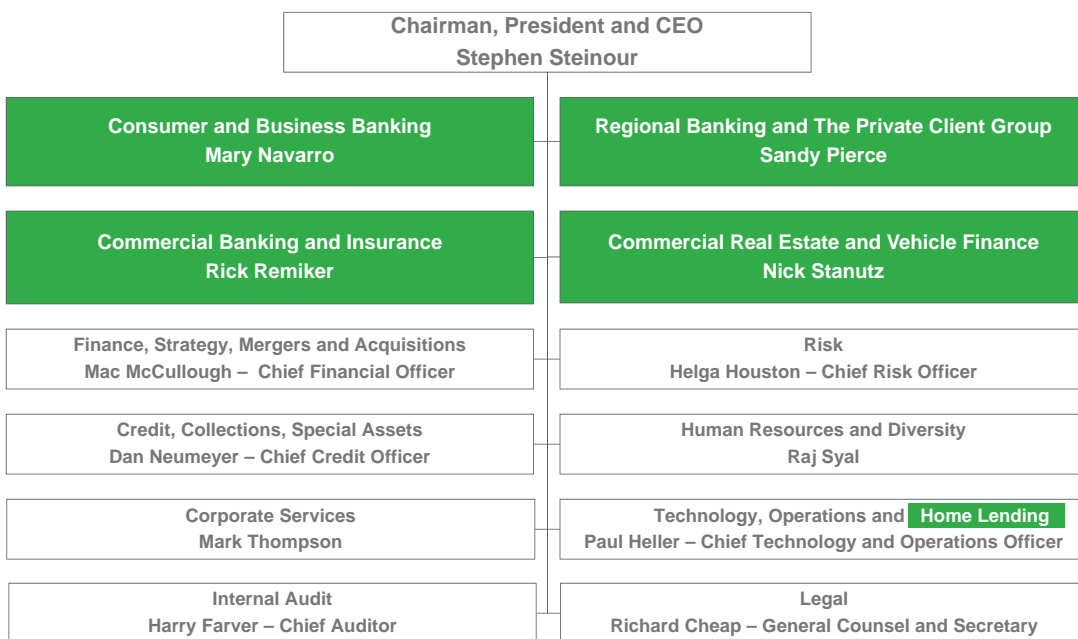 Chairman, President and CEO
Stephen Steinour
Consumer and Business Banking
Mary Navarro
Regional Banking and The Private Client Group
Sandy Pierce
Commercial Banking and Insurance
Rick Remiker
Commercial Real Estate and Vehicle Finance
Nick Stanutz
Finance, Strategy, Mergers and Acquisitions
Mac McCullough – Chief Financial Officer
Risk
Helga Houston – Chief Risk Officer
Credit, Collections, Special Assets
Dan Neumeyer – Chief Credit Officer
Human Resources and Diversity
Raj Syal
Corporate Services
Mark Thompson
Technology, Operations and Home Lending
Paul Heller – Chief Technology and Operations Officer
Internal Audit
Harry Farver – Chief Auditor
Legal
Richard Cheap – General Counsel and Secretary